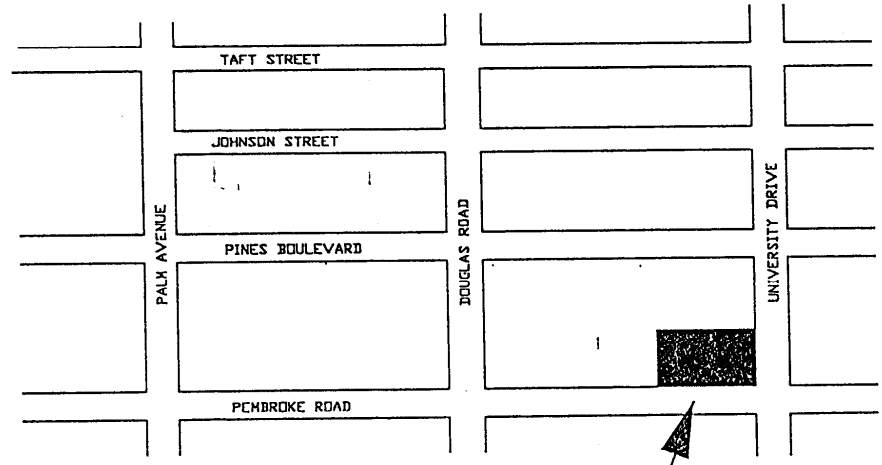 TAFT STREET
JOHNSON STREET
PINES BOULEVARD
PEMBROKE ROAD
PALM AVENUE
DOUGLAS ROAD
UNIVERSITY DRIVE